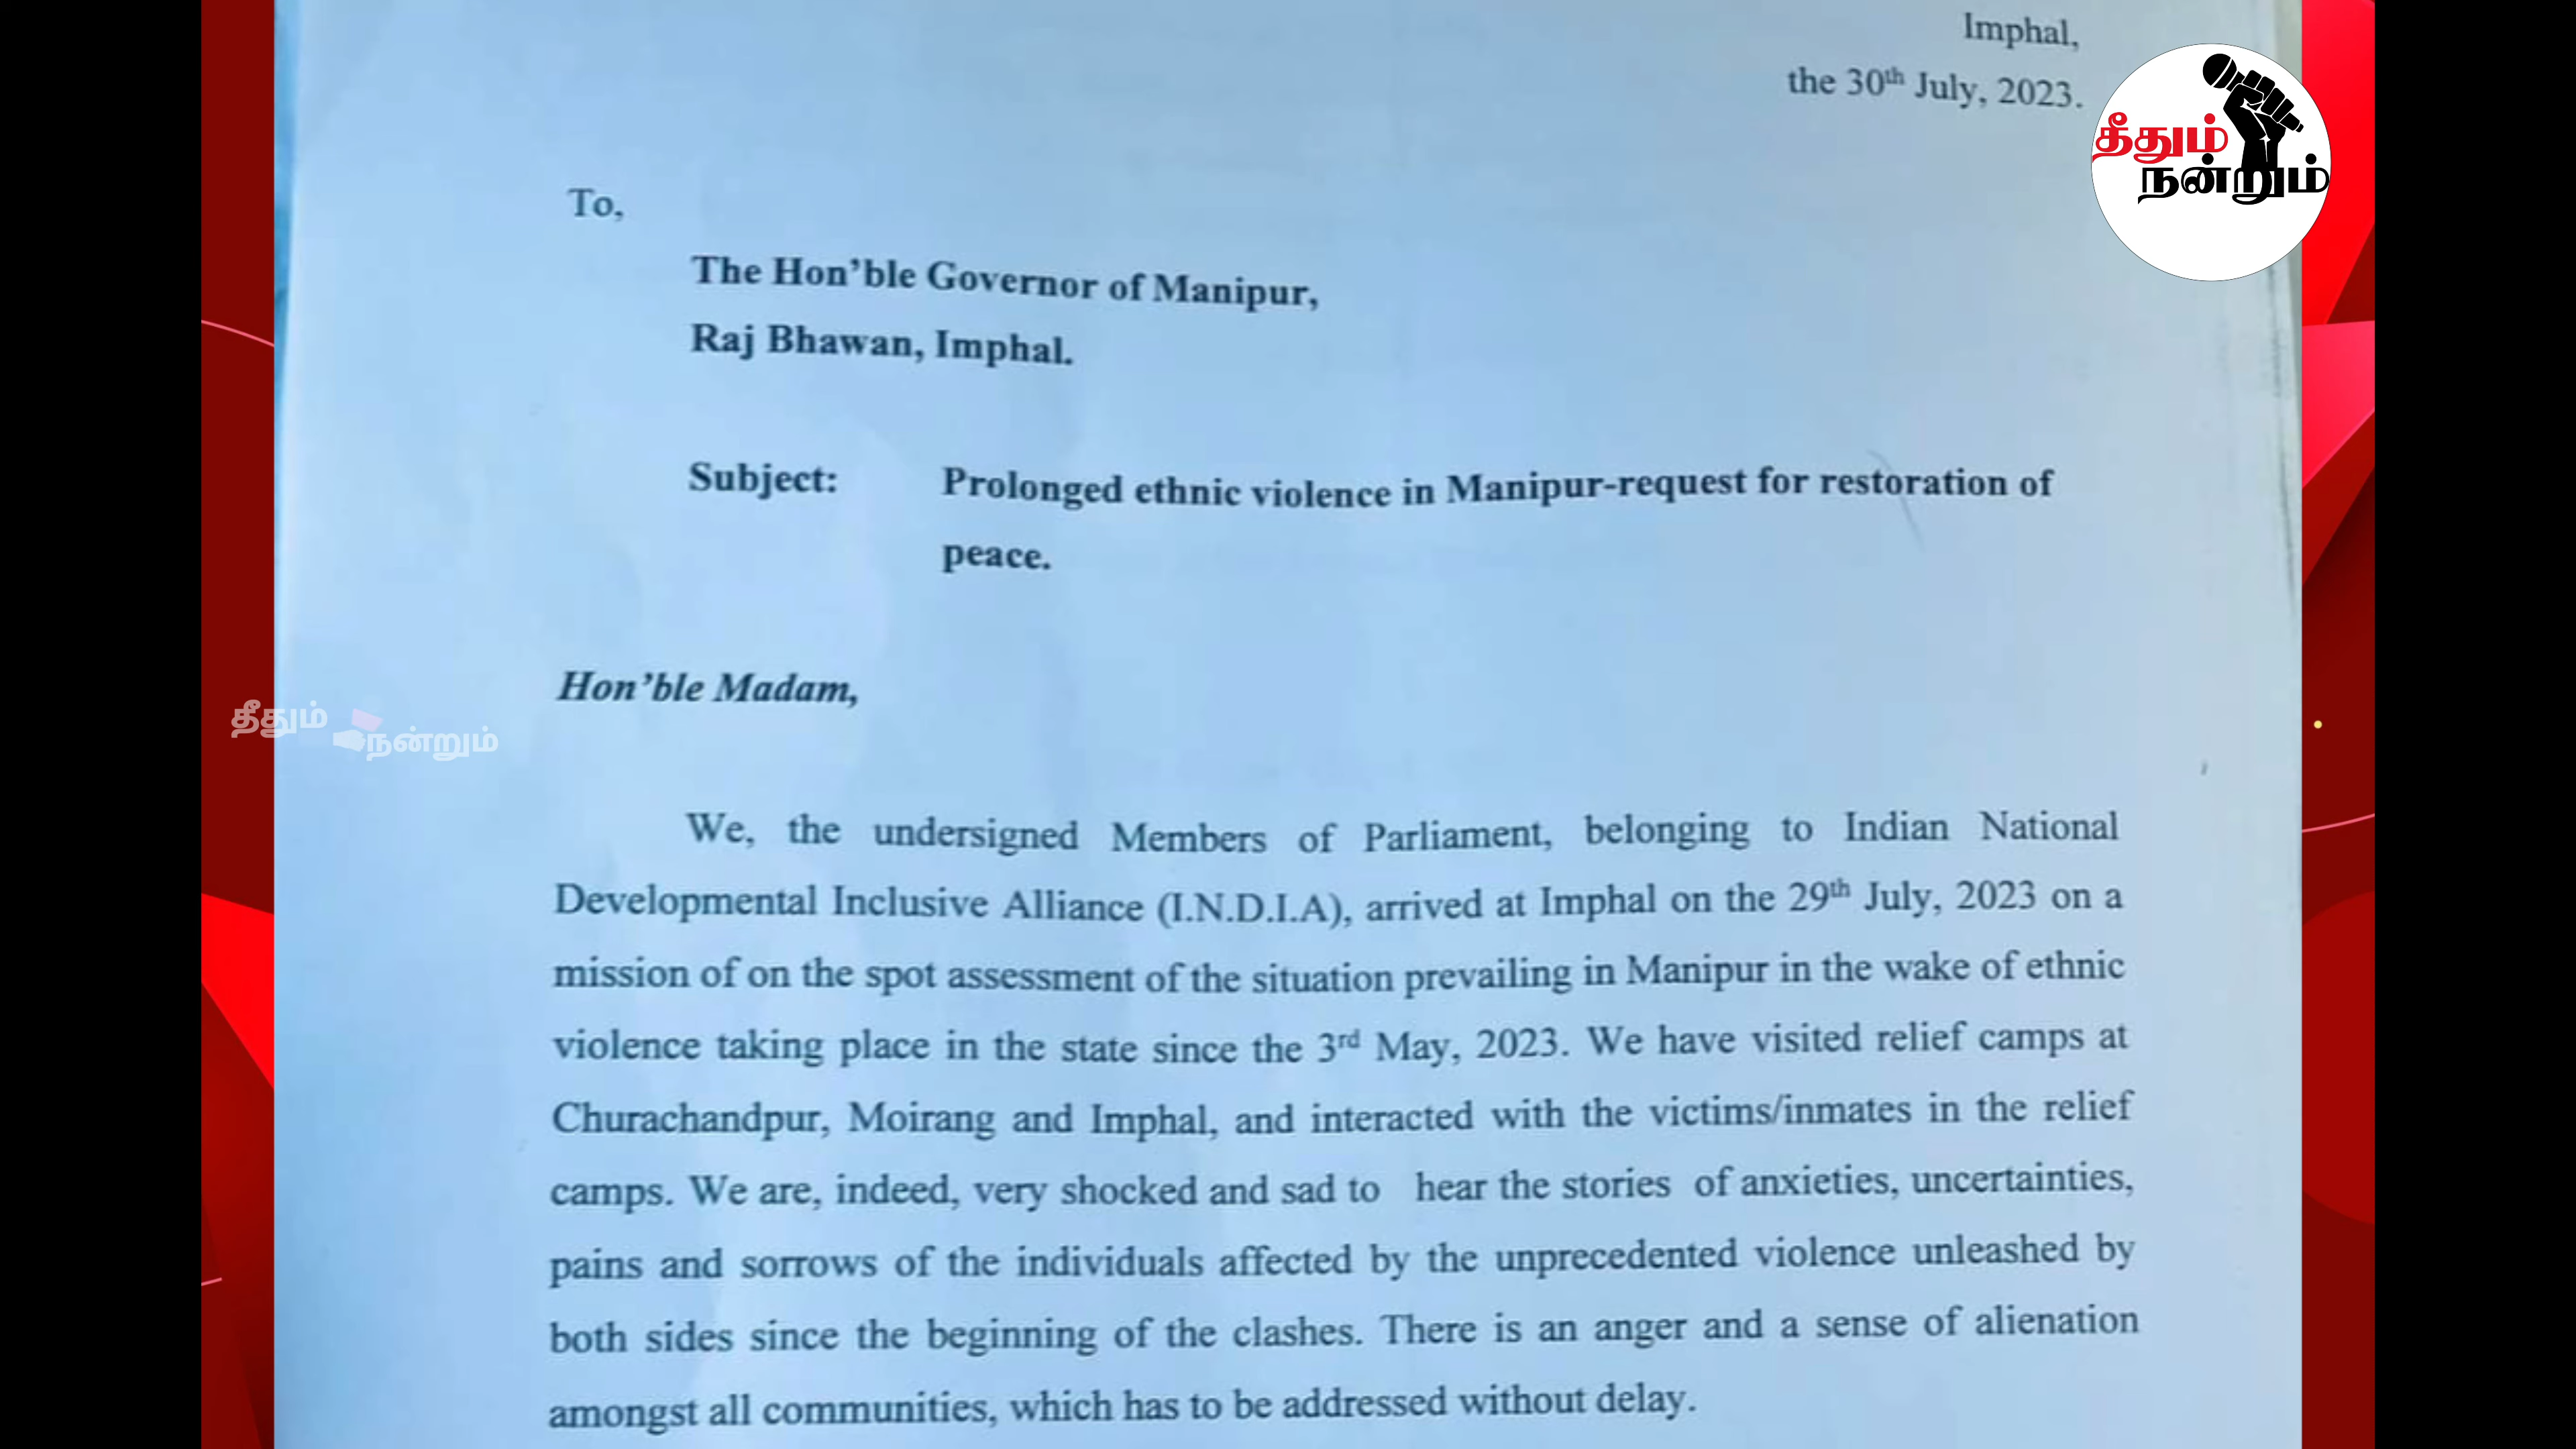 Imphal,
the 30th July, 2023.
தீதும்
நன்றும்
To,
The Hon'ble Governor of Manipur,
Raj Bhawan, Imphal.
Subject: Prolonged ethnic violence in Manipur-request for restoration of
peace.
Hon'ble Madam,
தீதும்
நன்றும்
We, the undersigned Members of Parliament, belonging to Indian National
Developmental Inclusive Alliance (I.N.D.I.A), arrived at Imphal on the 29th July, 2023 on a
mission of on the spot assessment of the situation prevailing in Manipur in the wake of ethnic
violence taking place in the state since the 3rd May, 2023. We have visited relief camps at
Churachandpur, Moirang and Imphal, and interacted with the victims/inmates in the relief
camps. We are, indeed, very shocked and sad to hear the stories of anxieties, uncertainties,
pains and sorrows of the individuals affected by the unprecedented violence unleashed by
both sides since the beginning of the clashes. There is an anger and a sense of alienation
amongst all communities, which has to be addressed without delay.